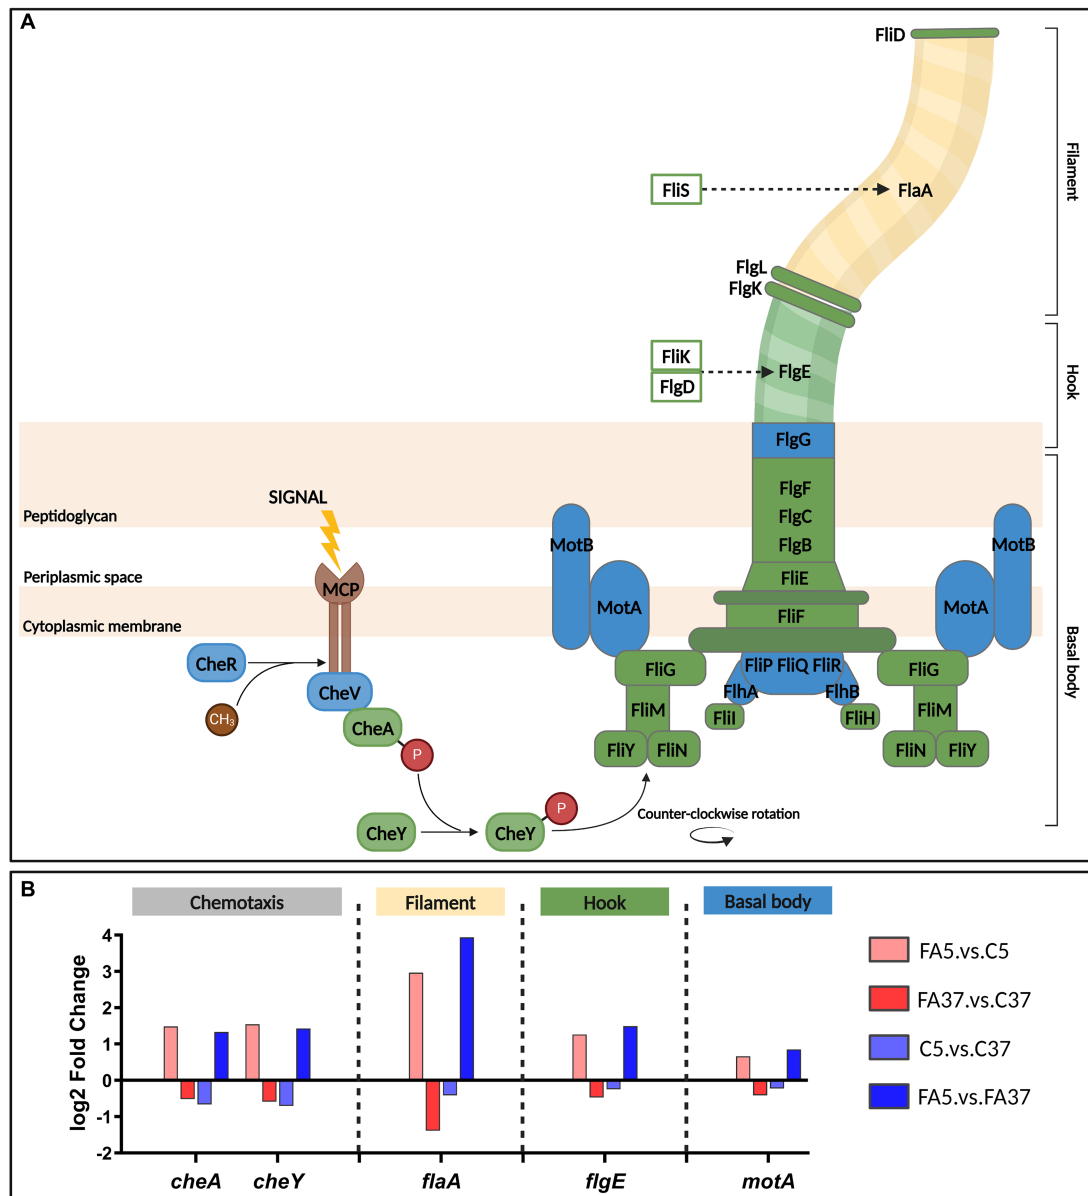 A
FliD
Filament
FliS
FlaA
FlgL
FlgK
FliK
FlgD
FlgE
Hook
FlgG
FlgF
FlgC
FlgB
SIGNAL
Peptidoglycan
MotB
MotB
Periplasmic space
FliE
MCP
MotA
MotA
FliF
Cytoplasmic membrane
Basal body
CheR
FliG
FliP FliQ FliR
FliG
CheV
FlhA
FlhB
CH3
CheA
FliM
FliI
FliH
FliM
P
FliY
FliN
FliN
FliY
P
CheY
CheY
Counter-clockwise rotation
B
Chemotaxis
Filament
Hook
Basal body
log2 Fold Change
4
3
2
1
0
-1
-2
cheA
cheY
flaA
flgE
motA
FA5.vs.C5
FA37.vs.C37
C5.vs.C37
FA5.vs.FA37